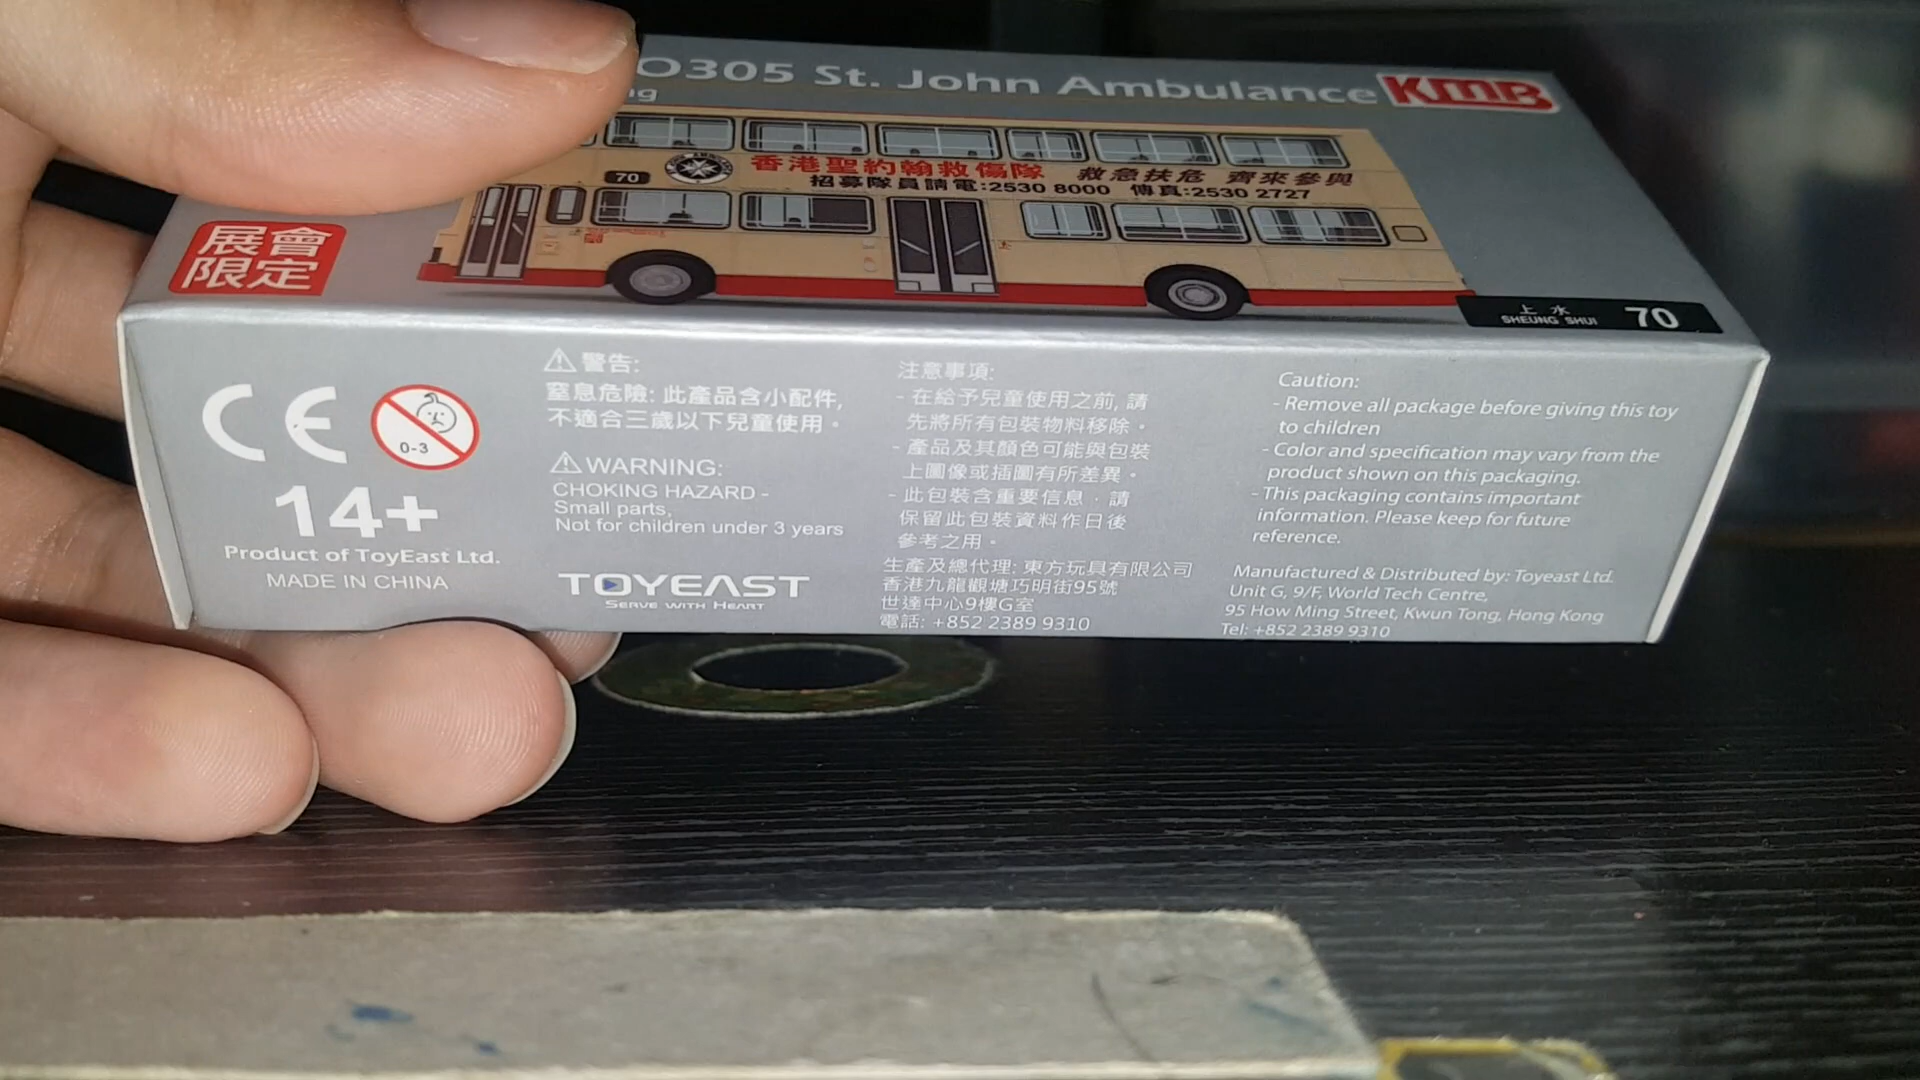 O305 St. John Ambulance KMB
ng
香港聖約翰救傷隊 救急扶危 齊來參與
70
招募隊員請電:2530 8000 傳真:2530 2727
展會
限定
上水
SHEUNG SHUI
70
CE
0-3
14+
Product of ToyEast Ltd.
MADE IN CHINA
警告:
窒息危險: 此產品含小配件,
不適合三歲以下兒童使用。
WARNING:
CHOKING HAZARD -
Small parts,
Not for children under 3 years
TOYEAST
SERVE WITH HEART
注意事項:
- 在給予兒童使用之前, 請
先將所有包裝物料移除。
- 產品及其顏色可能與包裝
上圖像或插圖有所差異。
- 此包裝含重要信息，請
保留此包裝資料作日後
參考之用。
生產及總代理: 東方玩具有限公司
香港九龍觀塘巧明街95號
世達中心9樓G室
電話: +852 2389 9310
Caution:
- Remove all package before giving this toy
to children
- Color and specification may vary from the
product shown on this packaging.
- This packaging contains important
information. Please keep for future
reference.
Manufactured & Distributed by: Toyeast Ltd.
Unit G, 9/F, World Tech Centre,
95 How Ming Street, Kwun Tong, Hong Kong
Tel: +852 2389 9310